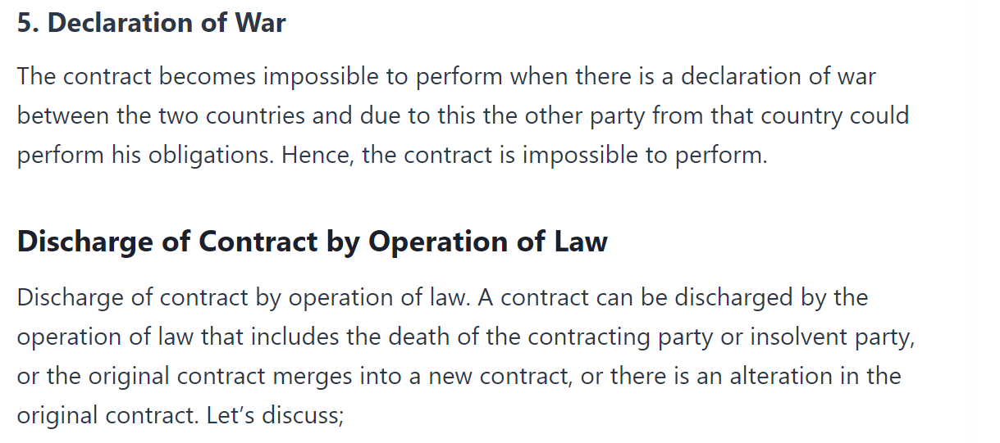 5. Declaration of War
The contract becomes impossible to perform when there is a declaration of war
between the two countries and due to this the other party from that country could
perform his obligations. Hence, the contract is impossible to perform.
Discharge of Contract by Operation of Law
Discharge of contract by operation of law. A contract can be discharged by the
operation of law that includes the death of the contracting party or insolvent party,
or the original contract merges into a new contract, or there is an alteration in the
original contract. Let’s discuss;